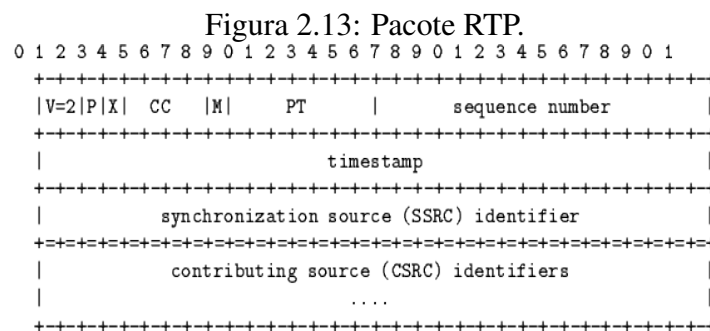 Figura 2.13: Pacote RTP.
0 1 2 3 4 5 6 7 8 9 0 1 2 3 4 5 6 7 8 9 0 1 2 3 4 5 6 7 8 9 0 1
+-+-+-+-+-+-+-+-+-+-+-+-+-+-+-+-+-+-+-+-+-+-+-+-+-+-+-+-+-+-+-+-
|V=2|P|X| CC |M| PT | sequence number |
+-+-+-+-+-+-+-+-+-+-+-+-+-+-+-+-+-+-+-+-+-+-+-+-+-+-+-+-+-+-+-+-
| timestamp |
+-+-+-+-+-+-+-+-+-+-+-+-+-+-+-+-+-+-+-+-+-+-+-+-+-+-+-+-+-+-+-+-
| synchronization source (SSRC) identifier |
+=+=+=+=+=+=+=+=+=+=+=+=+=+=+=+=+=+=+=+=+=+=+=+=+=+=+=+=+=+=+=+-
| contributing source (CSRC) identifiers |
| .... |
+-+-+-+-+-+-+-+-+-+-+-+-+-+-+-+-+-+-+-+-+-+-+-+-+-+-+-+-+-+-+-+-